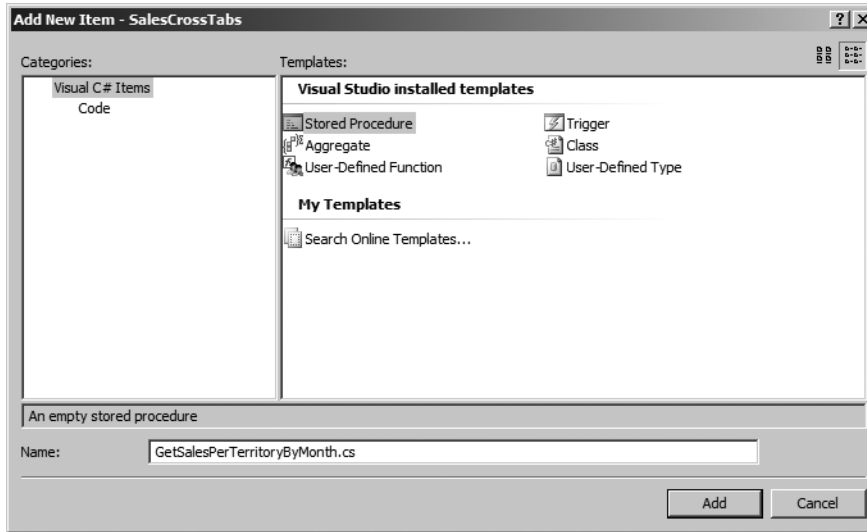 Add New Item - SalesCrossTabs
Categories:
Templates:
Visual C# Items
Code
Visual Studio installed templates
Stored Procedure
Trigger
Aggregate
Class
User-Defined Function
User-Defined Type
My Templates
Search Online Templates...
An empty stored procedure
Name:
GetSalesPerTerritoryByMonth.cs
Add
Cancel